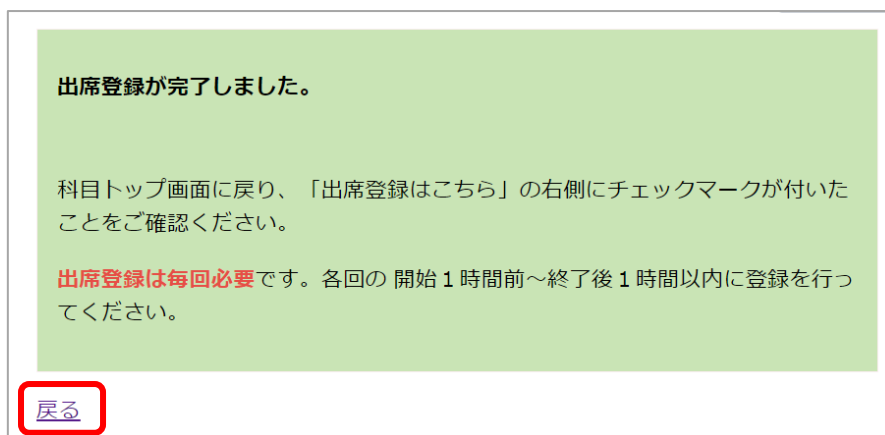 出席登録が完了しました。
科目トップ画面に戻り、「出席登録はこちら」の右側にチェックマークが付いた
ことをご確認ください。
出席登録は毎回必要です。各回の 開始１時間前～終了後１時間以内に登録を行っ
てください。
戻る